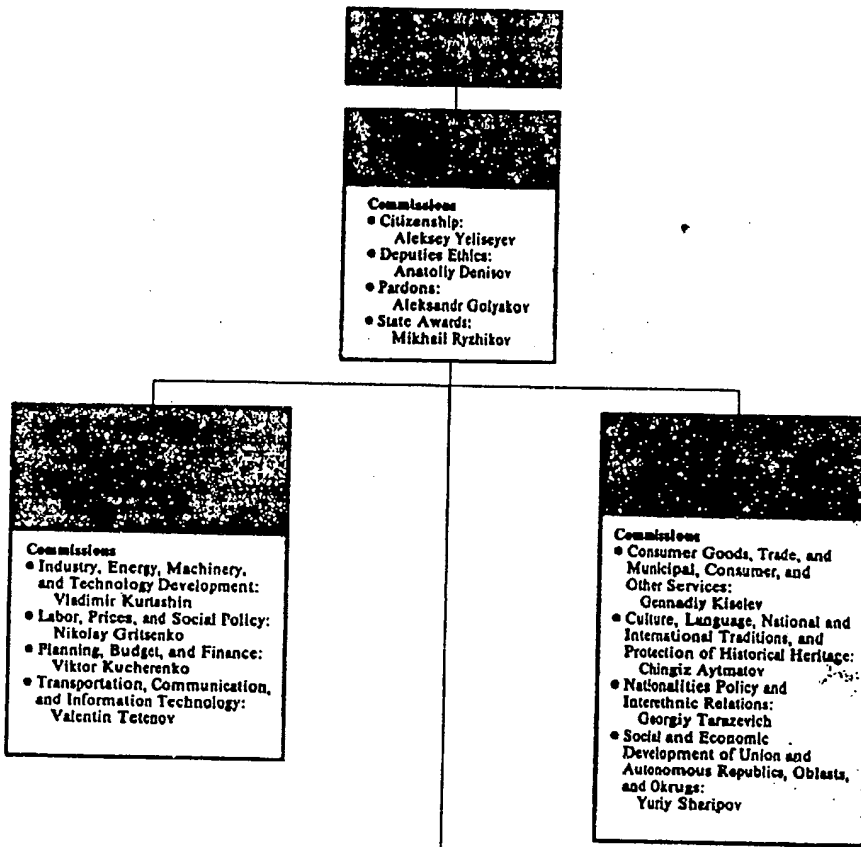 Commissions
• Citizenship:
Aleksey Yeliseyev
• Deputies Ethics:
Anatoliy Denisov
• Pardons:
Aleksandr Golyakov
• State Awards:
Mikhail Ryzhikov
Commissions
• Industry, Energy, Machinery,
and Technology Development:
Vladimir Kurtashin
• Labor, Prices, and Social Policy:
Nikolay Gritsenko
• Planning, Budget, and Finance:
Viktor Kucherenko
• Transportation, Communication,
and Information Technology:
Valentin Tetenov
Commissions
• Consumer Goods, Trade, and
Municipal, Consumer, and
Other Services:
Gennadiy Kiselev
• Culture, Language, National and
International Traditions, and
Protection of Historical Heritage:
Chingiz Aytmatov
• Nationalities Policy and
Interethnic Relations:
Georgiy Tarazevich
• Social and Economic
Development of Union and
Autonomous Republics, Oblasts,
and Okrugs:
Yuriy Sharipov